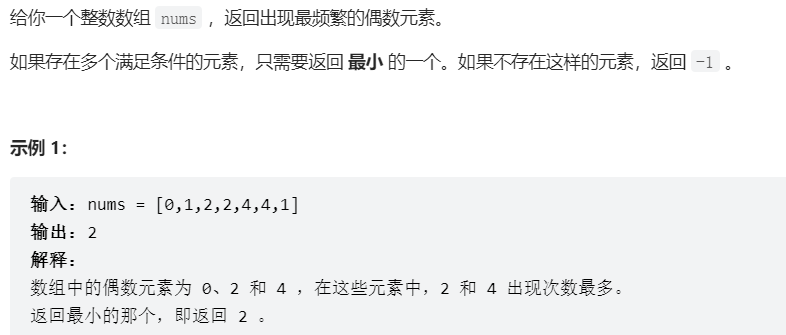 给你一个整数数组 nums ，返回出现最频繁的偶数元素。
如果存在多个满足条件的元素，只需要返回 最小 的一个。如果不存在这样的元素，返回 -1 。
示例 1：
输入：nums = [0,1,2,2,4,4,1]
输出：2
解释：
数组中的偶数元素为 0、2 和 4 ，在这些元素中，2 和 4 出现次数最多。
返回最小的那个，即返回 2 。